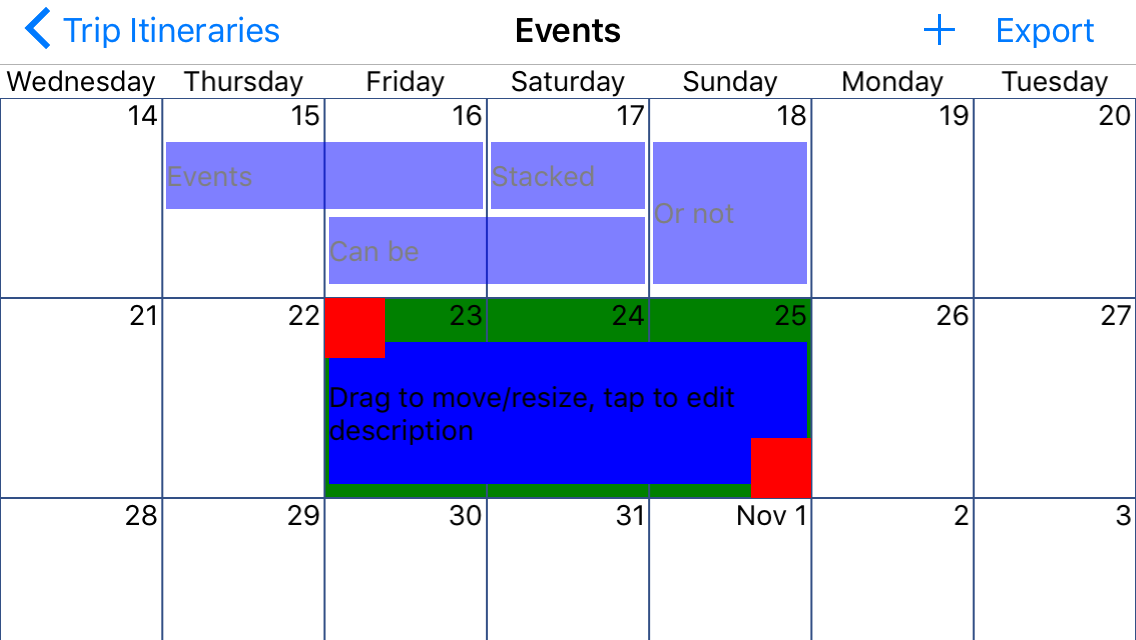 Trip Itineraries Events + Export
Wednesday Thursday Friday Saturday Sunday Monday Tuesday
14 15 16 17 18 19 20
Events Stacked
Or not
Can be
21 22 23 24 25 26 27
Drag to move/resize, tap to edit
description
28 29 30 31 Nov 1 2 3